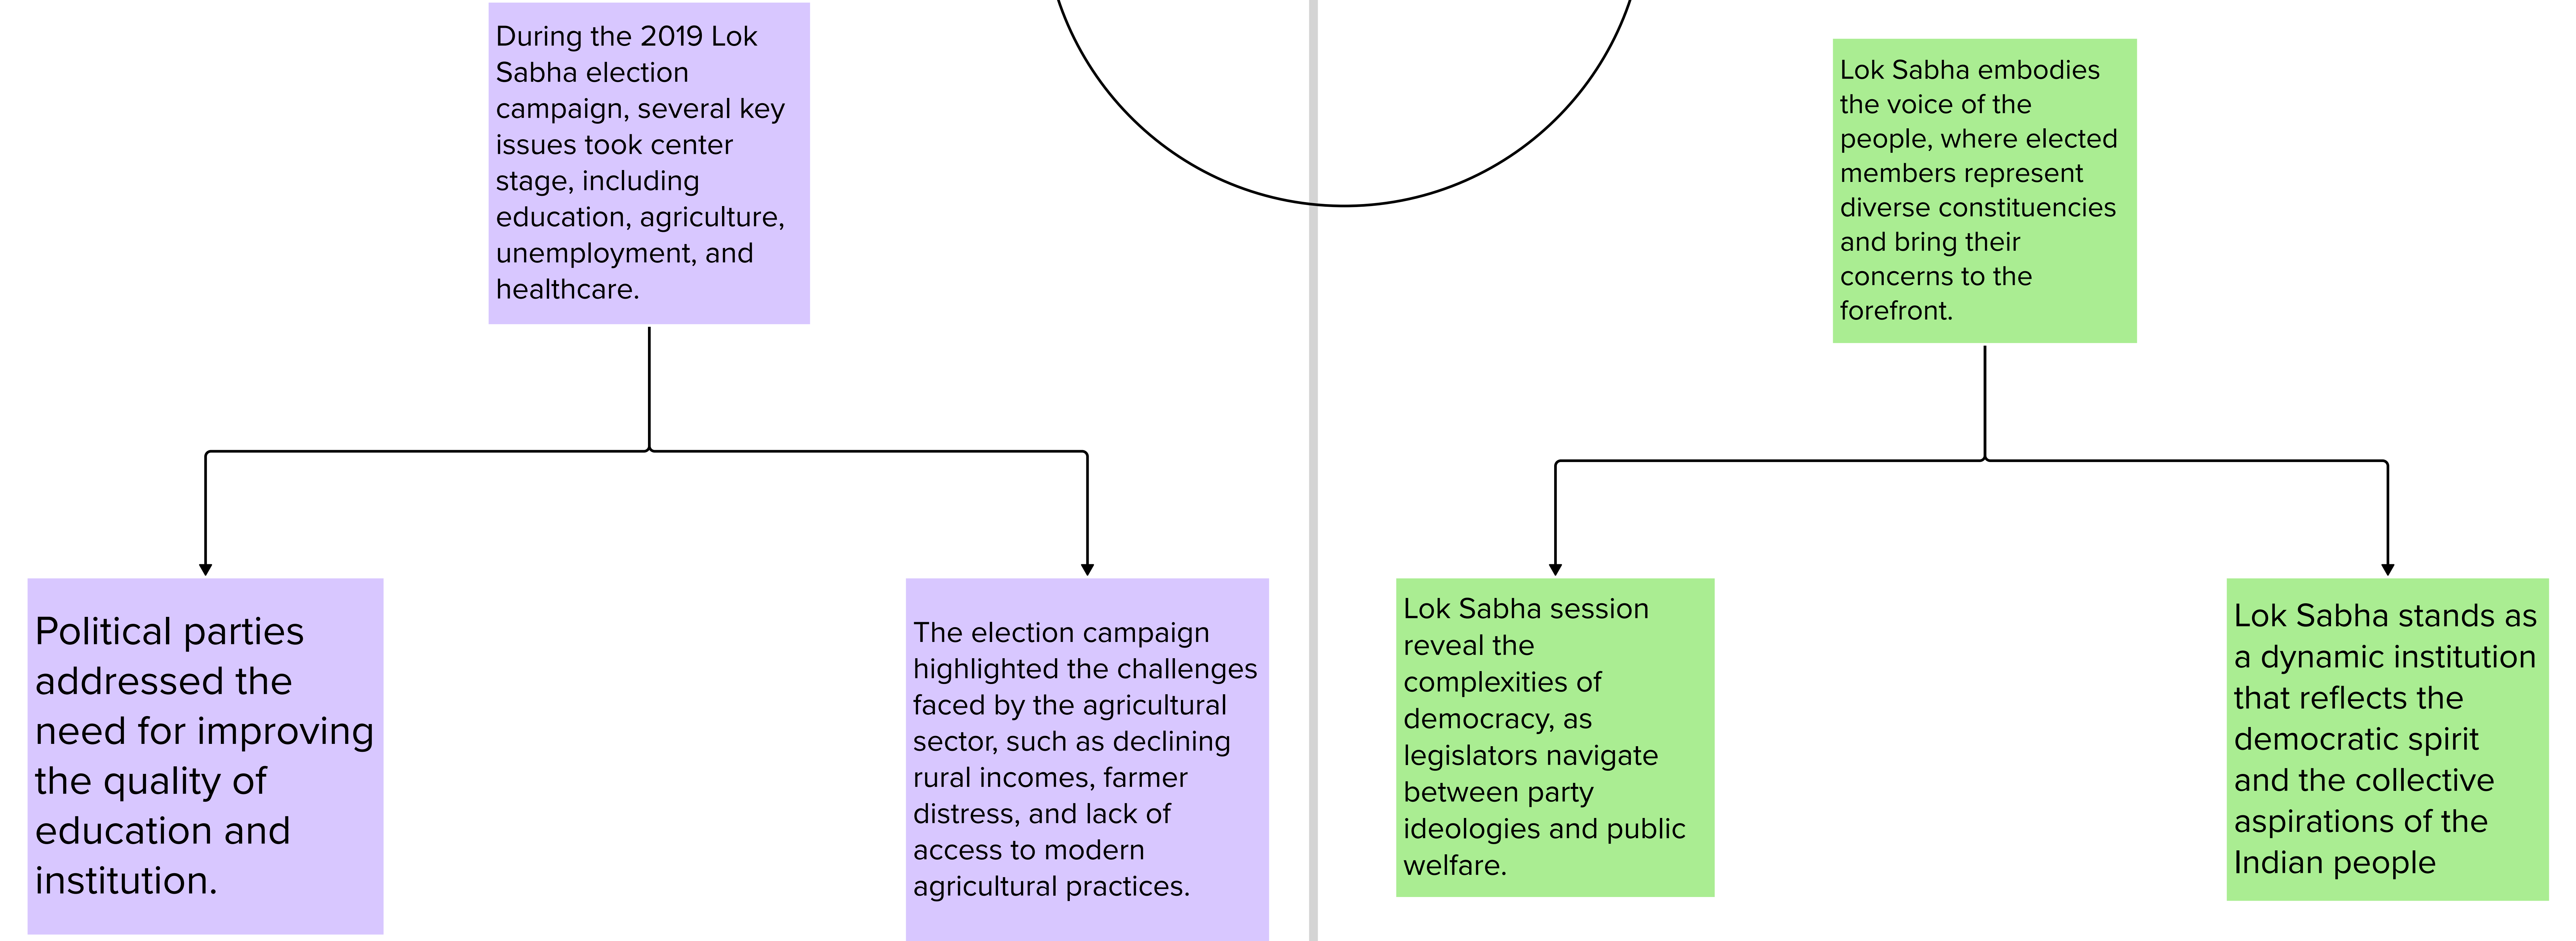 During the 2019 Lok
Sabha election
campaign, several key
issues took center
stage, including
education, agriculture,
unemployment, and
healthcare.
Political parties
addressed the
need for improving
the quality of
education and
institution.
The election campaign
highlighted the challenges
faced by the agricultural
sector, such as declining
rural incomes, farmer
distress, and lack of
access to modern
agricultural practices.
Lok Sabha embodies
the voice of the
people, where elected
members represent
diverse constituencies
and bring their
concerns to the
forefront.
Lok Sabha session
reveal the
complexities of
democracy, as
legislators navigate
between party
ideologies and public
welfare.
Lok Sabha stands as
a dynamic institution
that reflects the
democratic spirit
and the collective
aspirations of the
Indian people